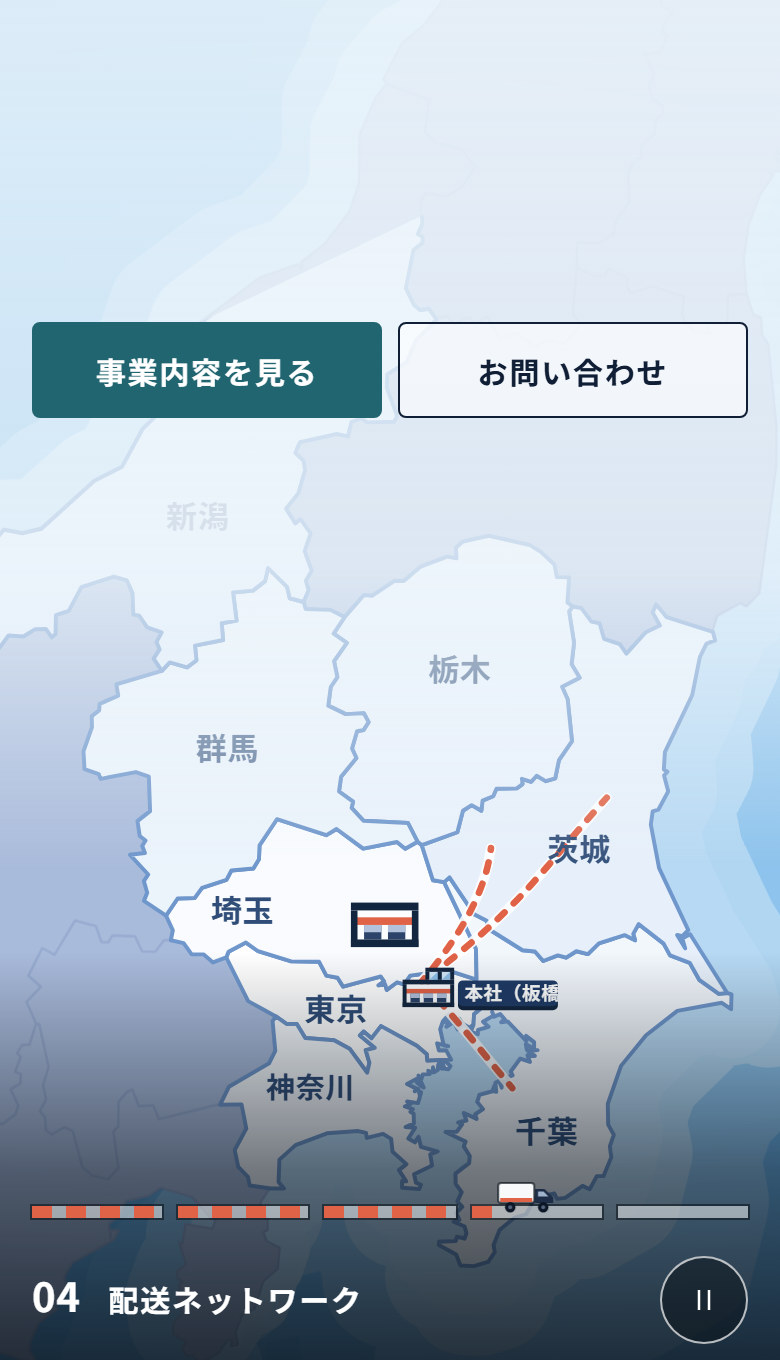 事業内容を見る
お問い合わせ
新潟
栃木
群馬
茨城
埼玉
本社（板橋
東京
神奈川
千葉
04 配送ネットワーク